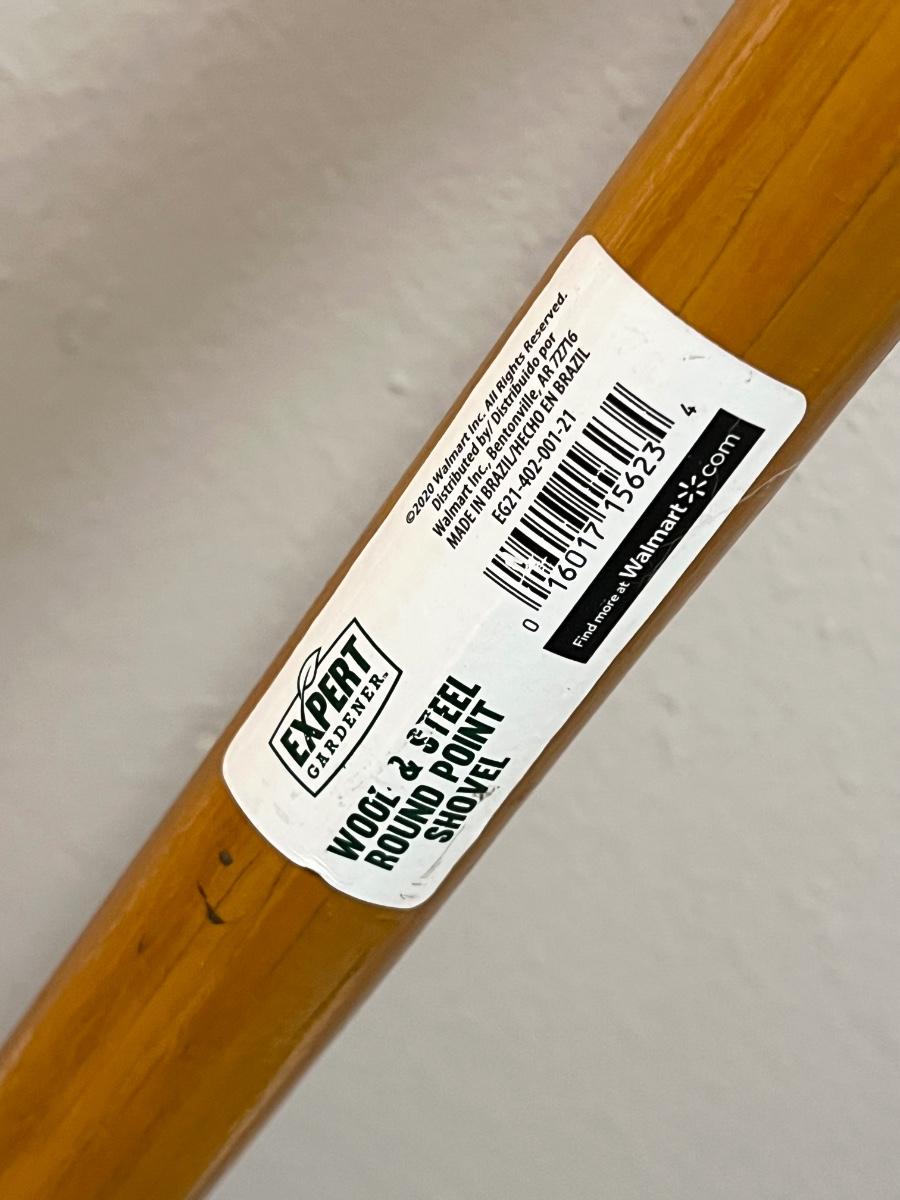 ©2020 Walmart Inc. All Rights Reserved.
Distributed by/ Distribuido por
Walmart Inc., Bentonville, AR 72716
MADE IN BRAZIL/HECHO EN BRAZIL
EG21-402-001-21
0 16017 15623 4
Find more at Walmart com
EXPERT
GARDENER™
WOOL & STEEL
ROUND POINT
SHOVEL